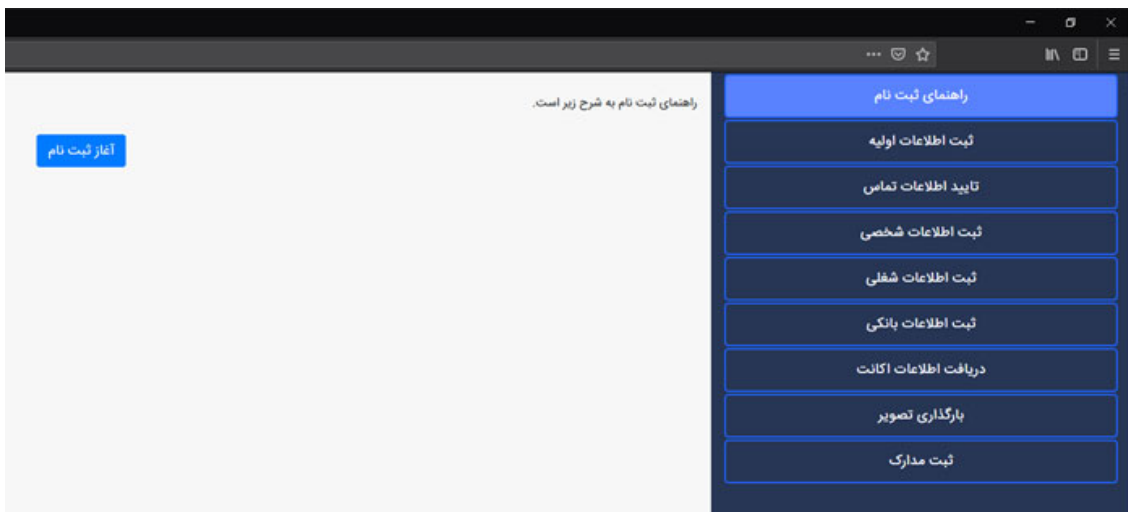 راهنمای ثبت نام
ثبت اطلاعات اولیه
تایید اطلاعات تماس
ثبت اطلاعات شخصی
ثبت اطلاعات شغلی
ثبت اطلاعات بانکی
دریافت اطلاعات اکانت
بارگذاری تصویر
ثبت مدارک
راهنمای ثبت نام به شرح زیر است.
آغاز ثبت نام